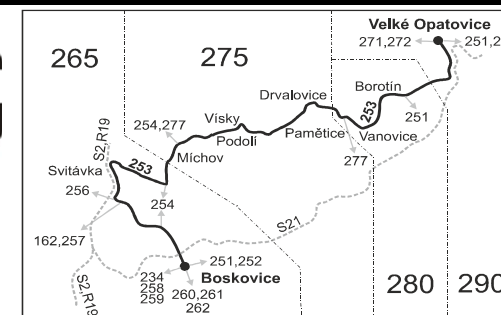 Velké Opatovice
271,272
251,2
265
275
Borotín
Drvalovice
253
251
S2,R19
254,277
Vísky
Podolí
Pamětice
Vanovice
Míchov
253
277
Svitávka
256
254
S21
162,257
251,252
Boskovice
234
258
259
260,261
262
280
290
S2,R19